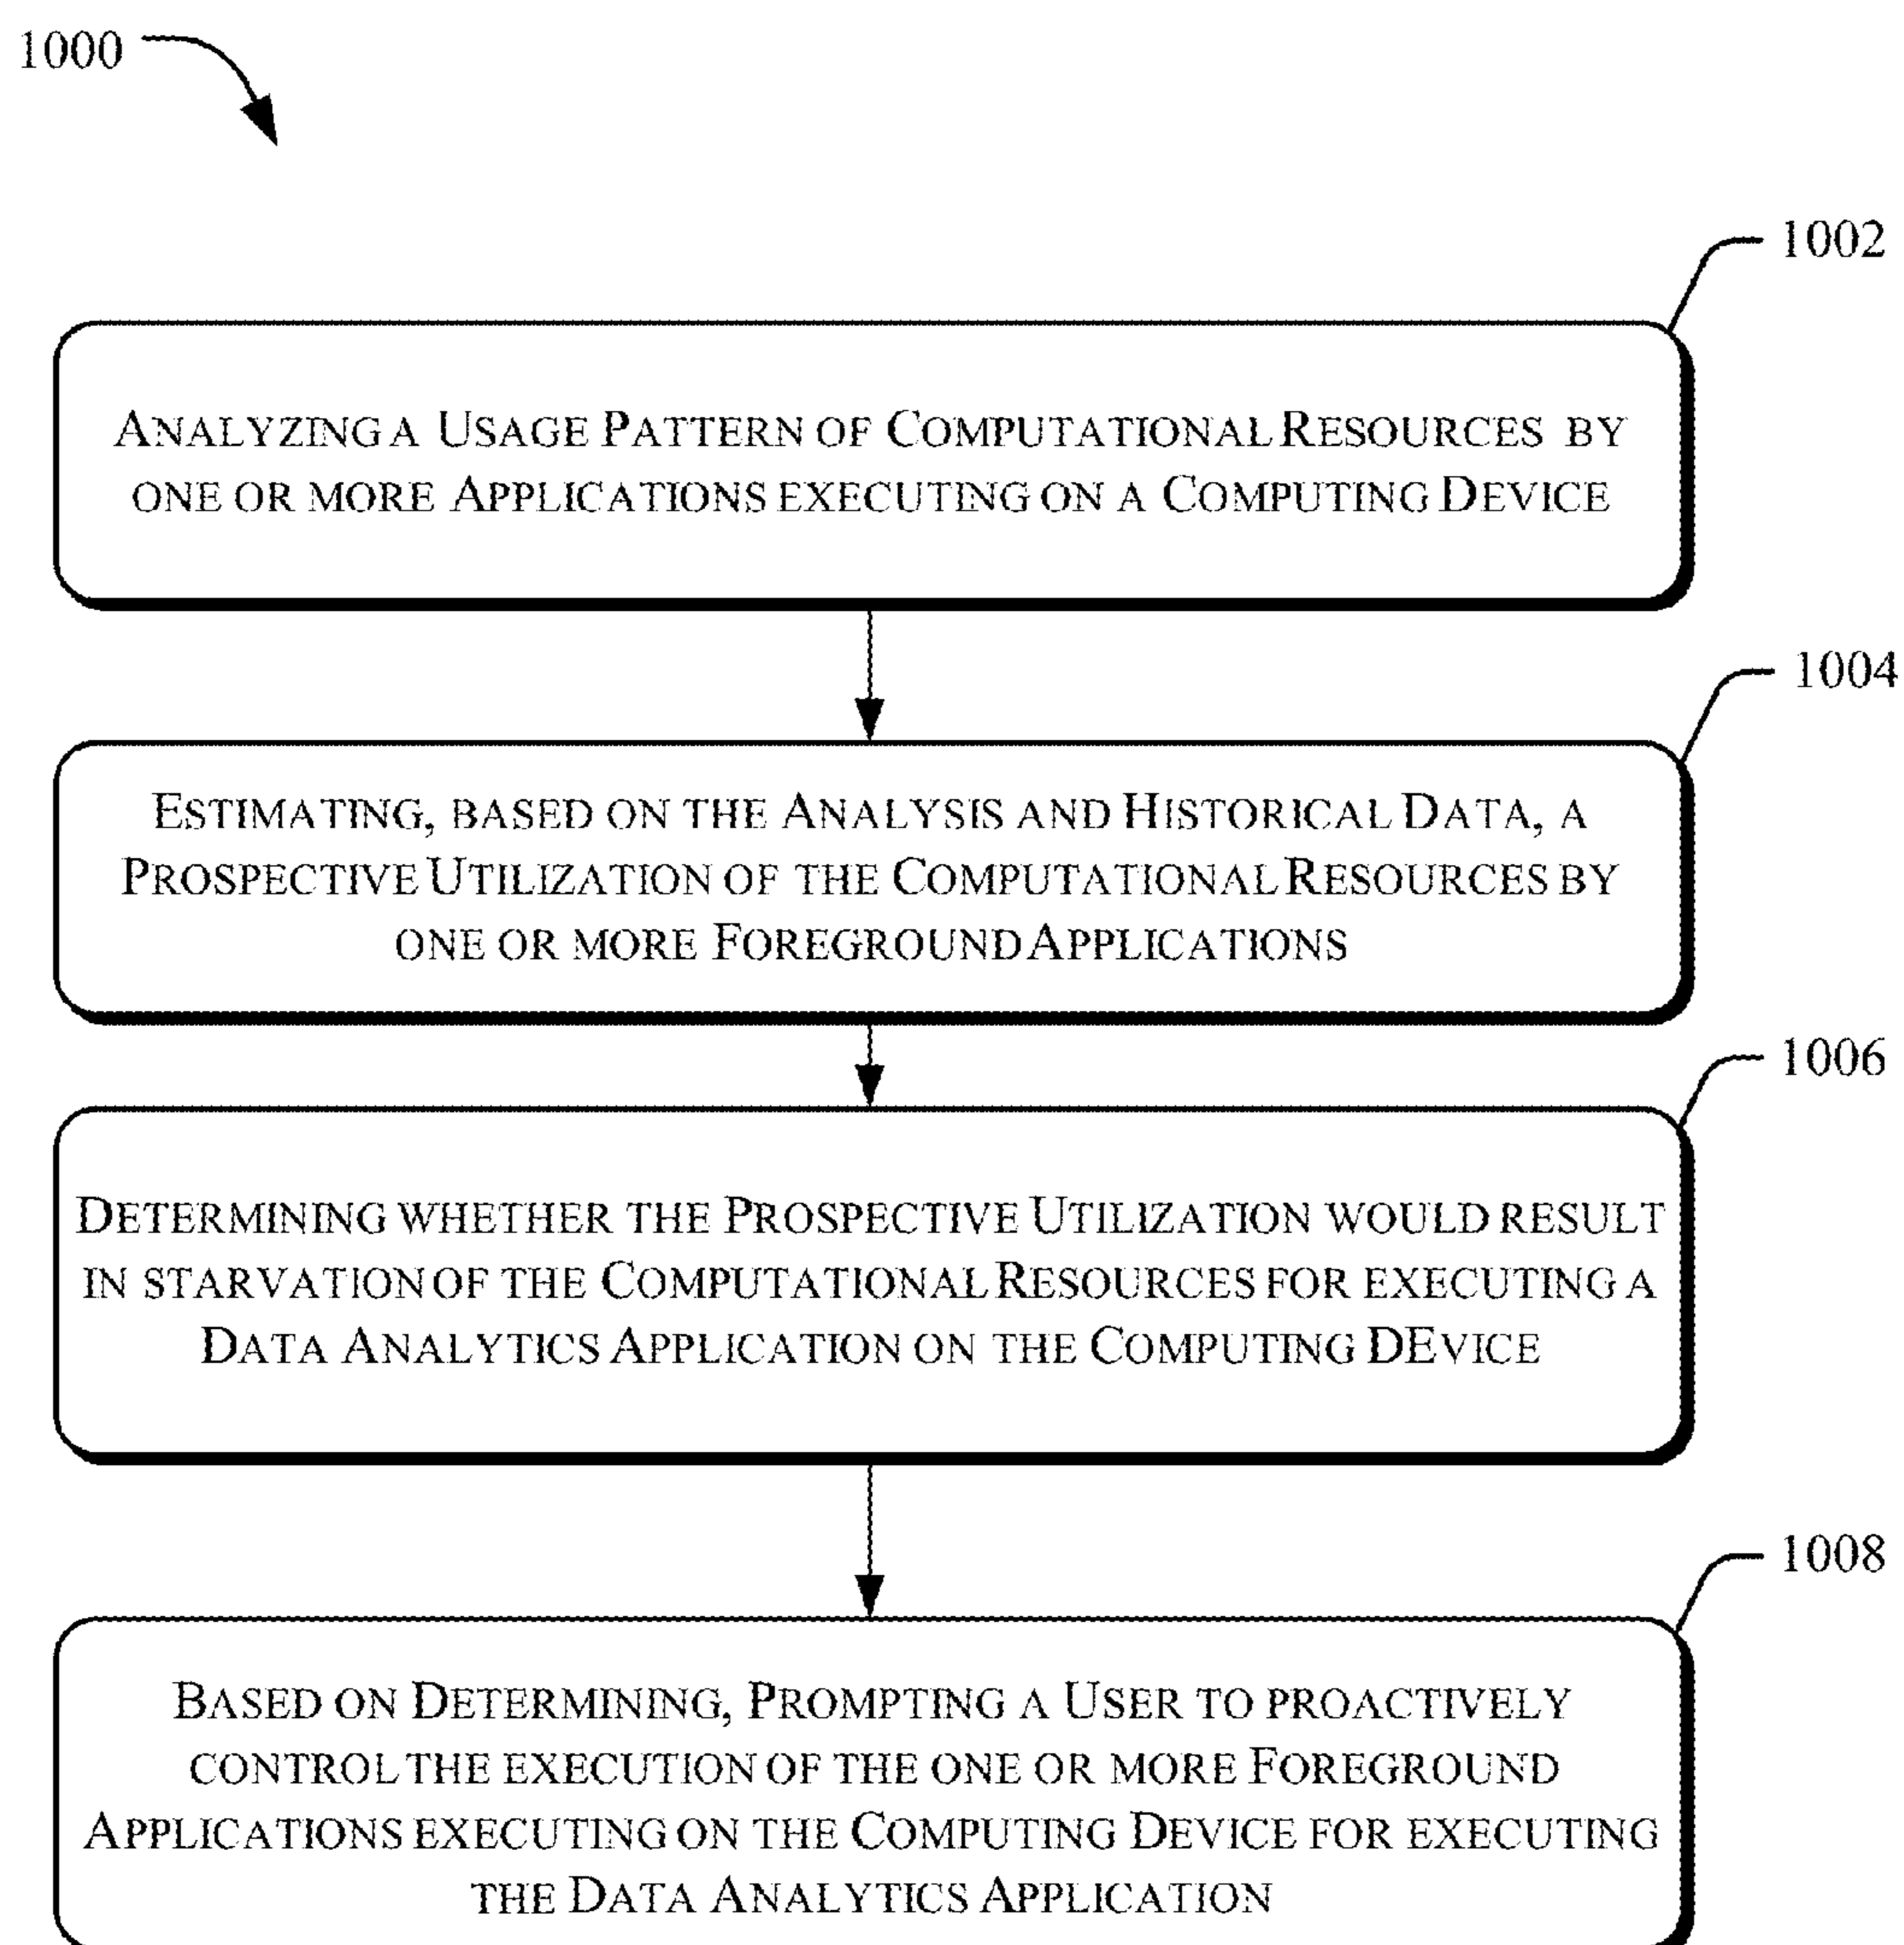 1000
1002
ANALYZING A USAGE PATTERN OF COMPUTATIONAL RESOURCES BY
ONE OR MORE APPLICATIONS EXECUTING ON A COMPUTING DEVICE
1004
ESTIMATING, BASED ON THE ANALYSIS AND HISTORICAL DATA, A
PROSPECTIVE UTILIZATION OF THE COMPUTATIONAL RESOURCES BY
ONE OR MORE FOREGROUND APPLICATIONS
1006
DETERMINING WHETHER THE PROSPECTIVE UTILIZATION WOULD RESULT
IN STARVATION OF THE COMPUTATIONAL RESOURCES FOR EXECUTING A
DATA ANALYTICS APPLICATION ON THE COMPUTING DEVICE
1008
BASED ON DETERMINING, PROMPTING A USER TO PROACTIVELY
CONTROL THE EXECUTION OF THE ONE OR MORE FOREGROUND
APPLICATIONS EXECUTING ON THE COMPUTING DEVICE FOR EXECUTING
THE DATA ANALYTICS APPLICATION